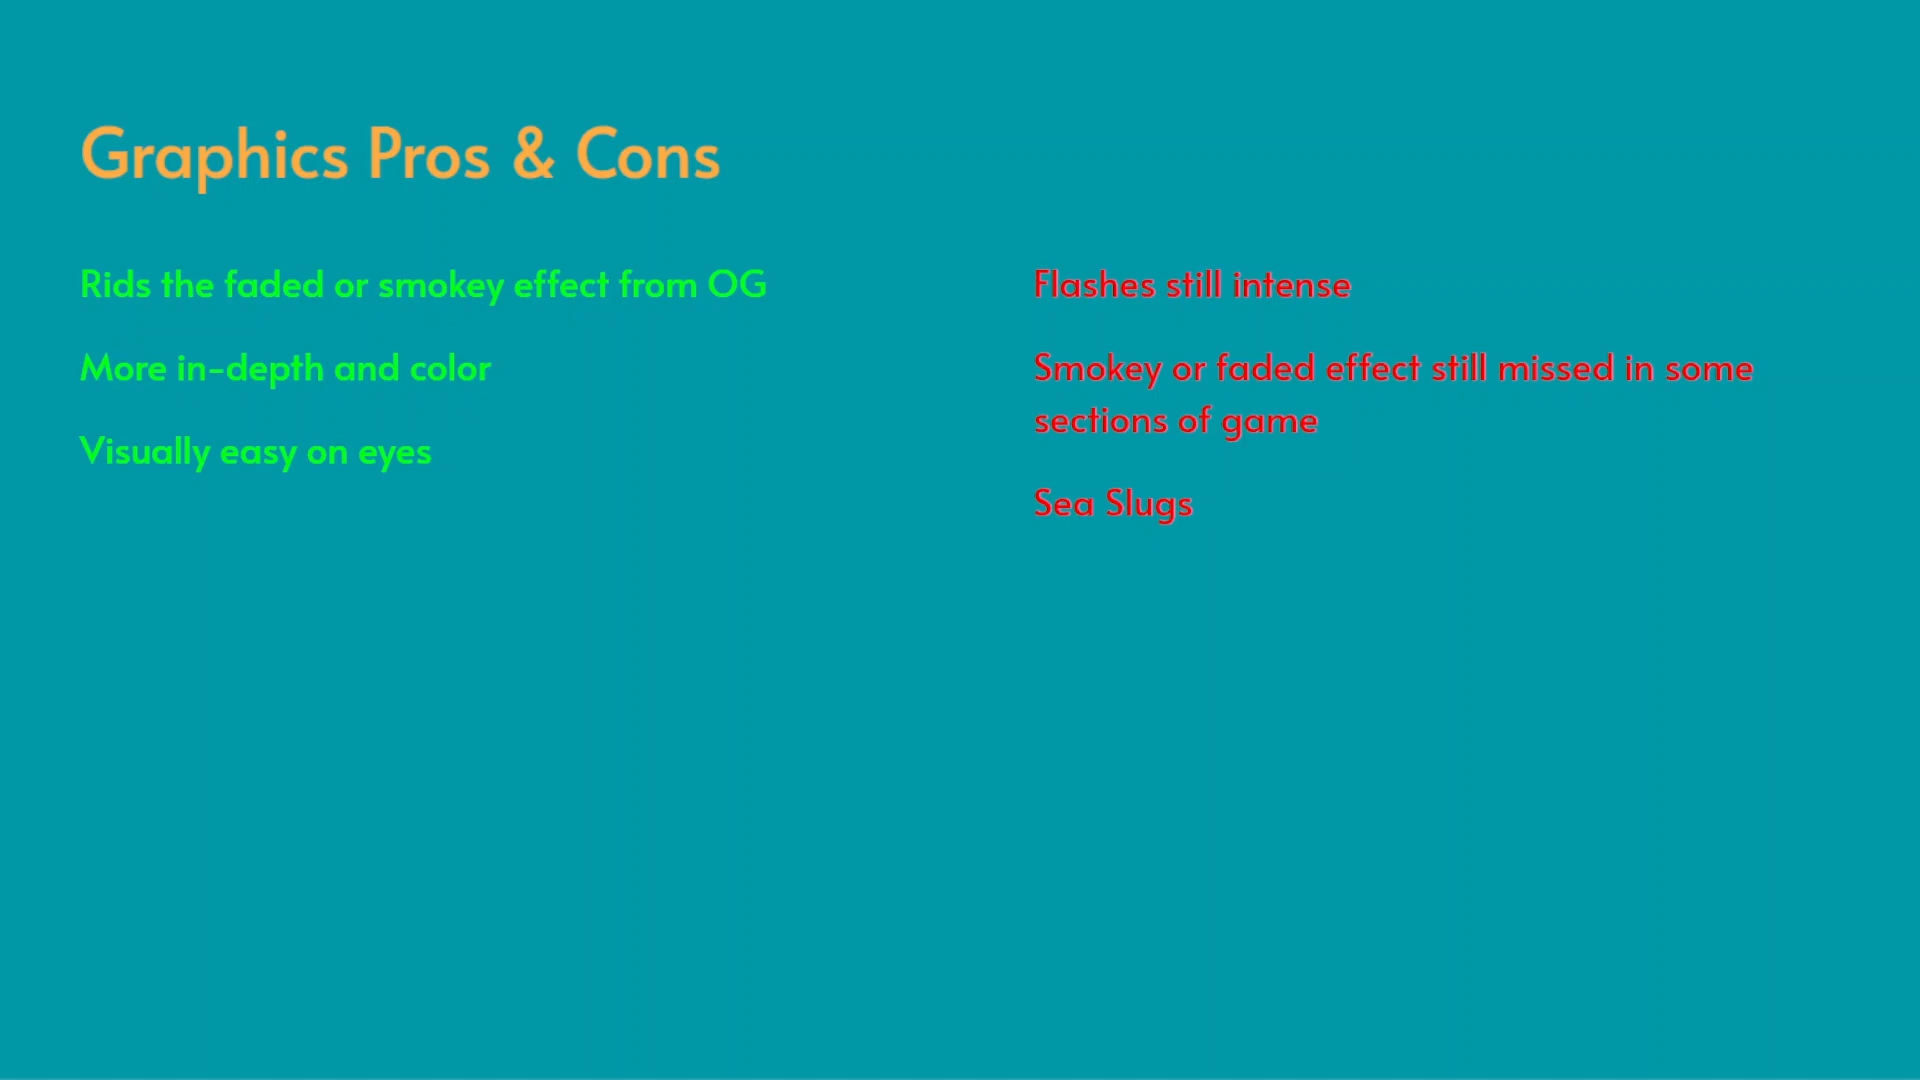 Graphics Pros & Cons
Rids the faded or smokey effect from OG
More in-depth and color
Visually easy on eyes
Flashes still intense
Smokey or faded effect still missed in some
sections of game
Sea Slugs